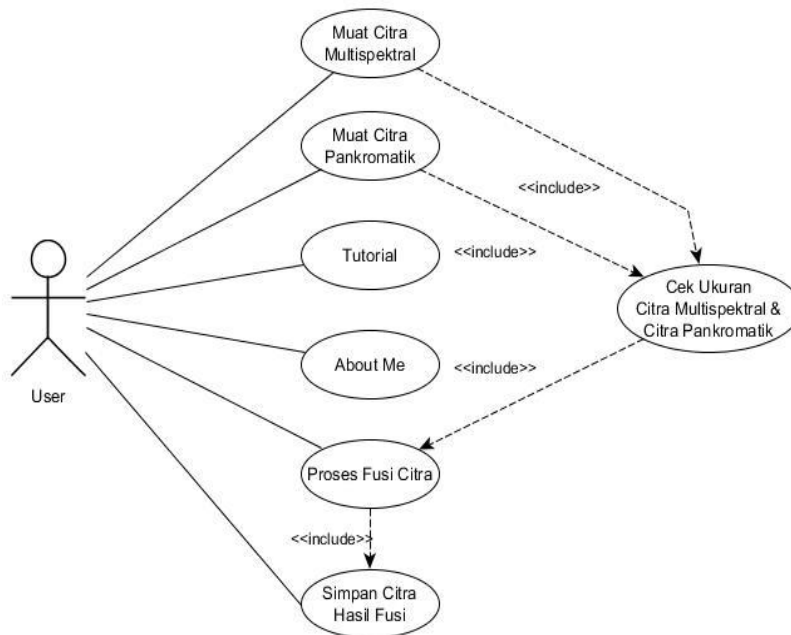 Muat Citra
Multispektral
Muat Citra
Pankromatik
<<include>>
Tutorial
<<include>>
Cek Ukuran
Citra Multispektral &
Citra Pankromatik
About Me
<<include>>
User
Proses Fusi Citra
<<include>>
Simpan Citra
Hasil Fusi